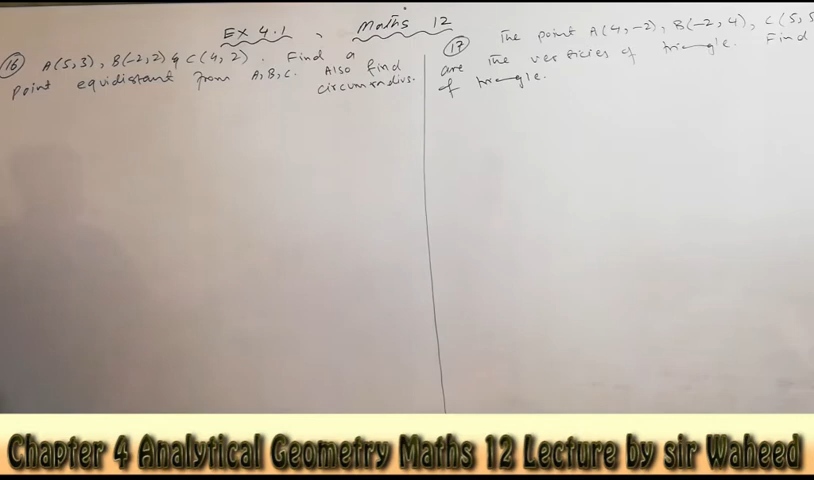 EX 4.1 , Maths 12
(16) A(5,3), B(-2,2) & C(4,2). Find a
point equidistant from A, B, C. Also find
circumradius.
(17) The point A(4,-2), B(-2,4), C(5,5
are the verticies of triangle. Find
of triangle.
Chapter 4 Analytical Geometry Maths 12 Lecture by sir Waheed